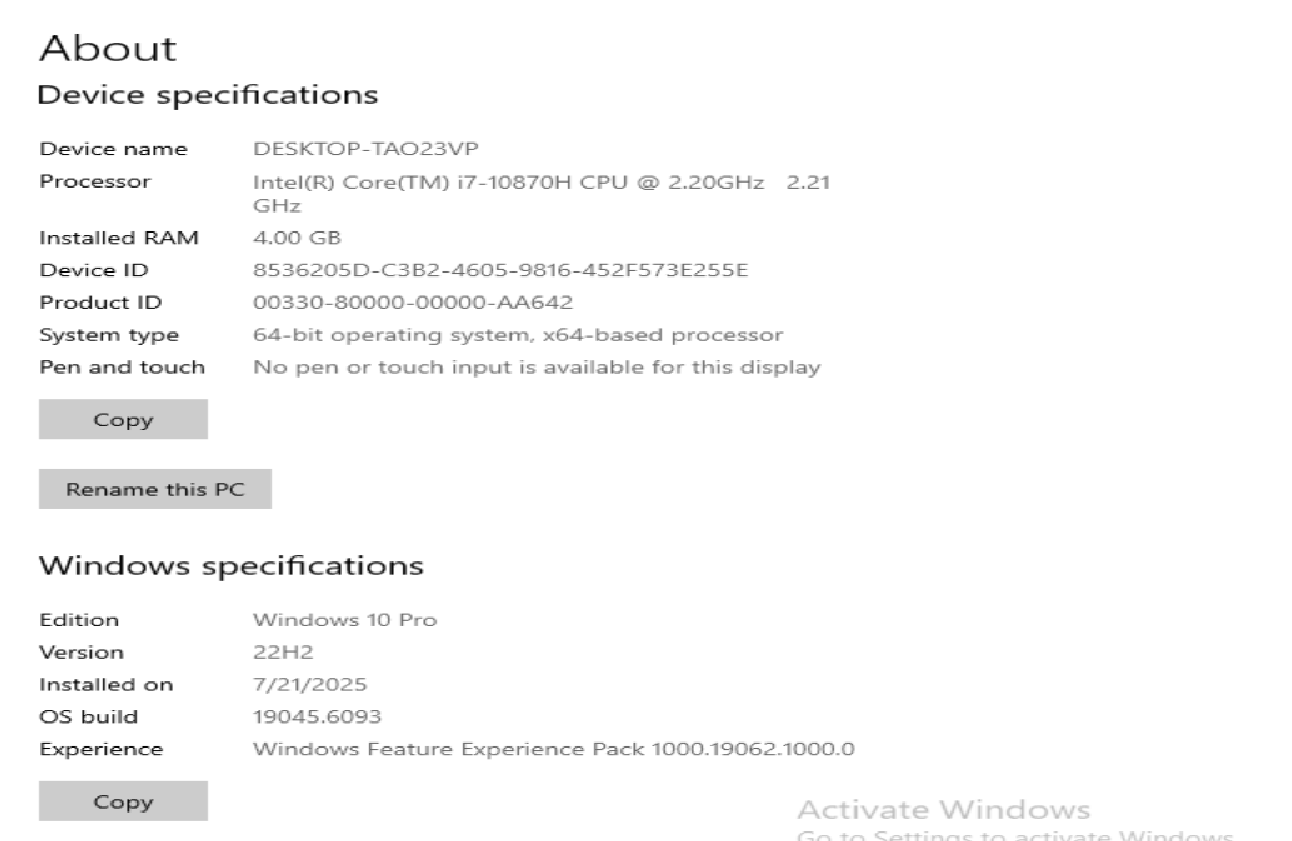 About
Device specifications
Device name DESKTOP-TAO23VP
Processor Intel(R) Core(TM) i7-10870H CPU @ 2.20GHz 2.21
GHz
Installed RAM 4.00 GB
Device ID 8536205D-C3B2-4605-9816-452F573E255E
Product ID 00330-80000-00000-AA642
System type 64-bit operating system, x64-based processor
Pen and touch No pen or touch input is available for this display
Copy
Rename this PC
Windows specifications
Edition Windows 10 Pro
Version 22H2
Installed on 7/21/2025
OS build 19045.6093
Experience Windows Feature Experience Pack 1000.19062.1000.0
Copy
Activate Windows
Go to Settings to activate Windows